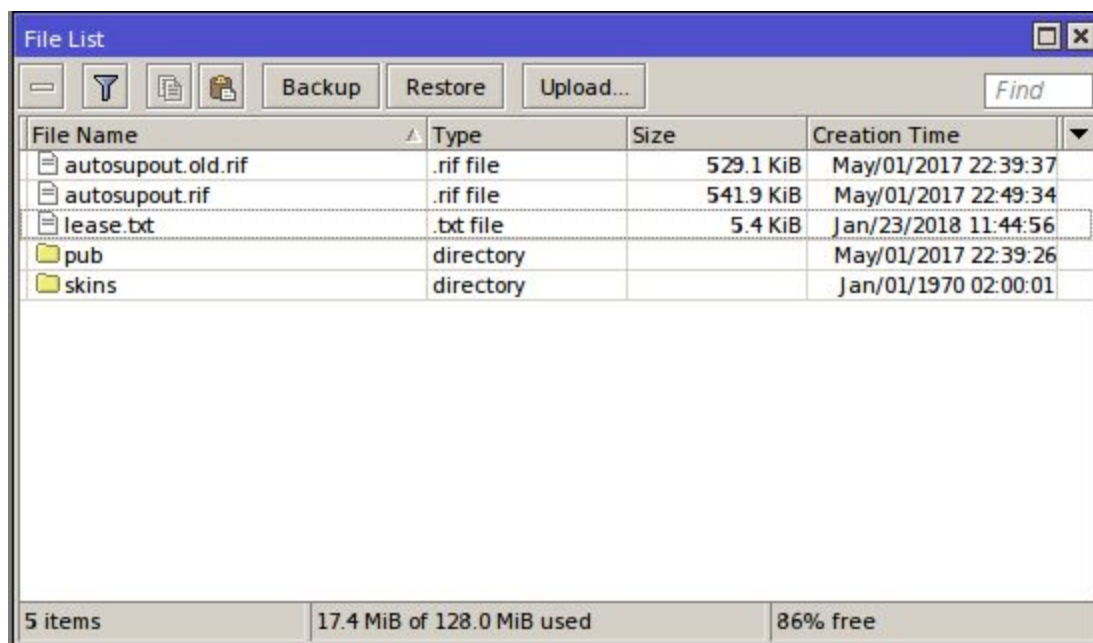 File List
Backup Restore Upload... Find
File Name Type Size Creation Time
autosupout.old.rif .rif file 529.1 KiB May/01/2017 22:39:37
autosupout.rif .rif file 541.9 KiB May/01/2017 22:49:34
lease.txt .txt file 5.4 KiB Jan/23/2018 11:44:56
pub directory May/01/2017 22:39:26
skins directory Jan/01/1970 02:00:01
5 items 17.4 MiB of 128.0 MiB used 86% free